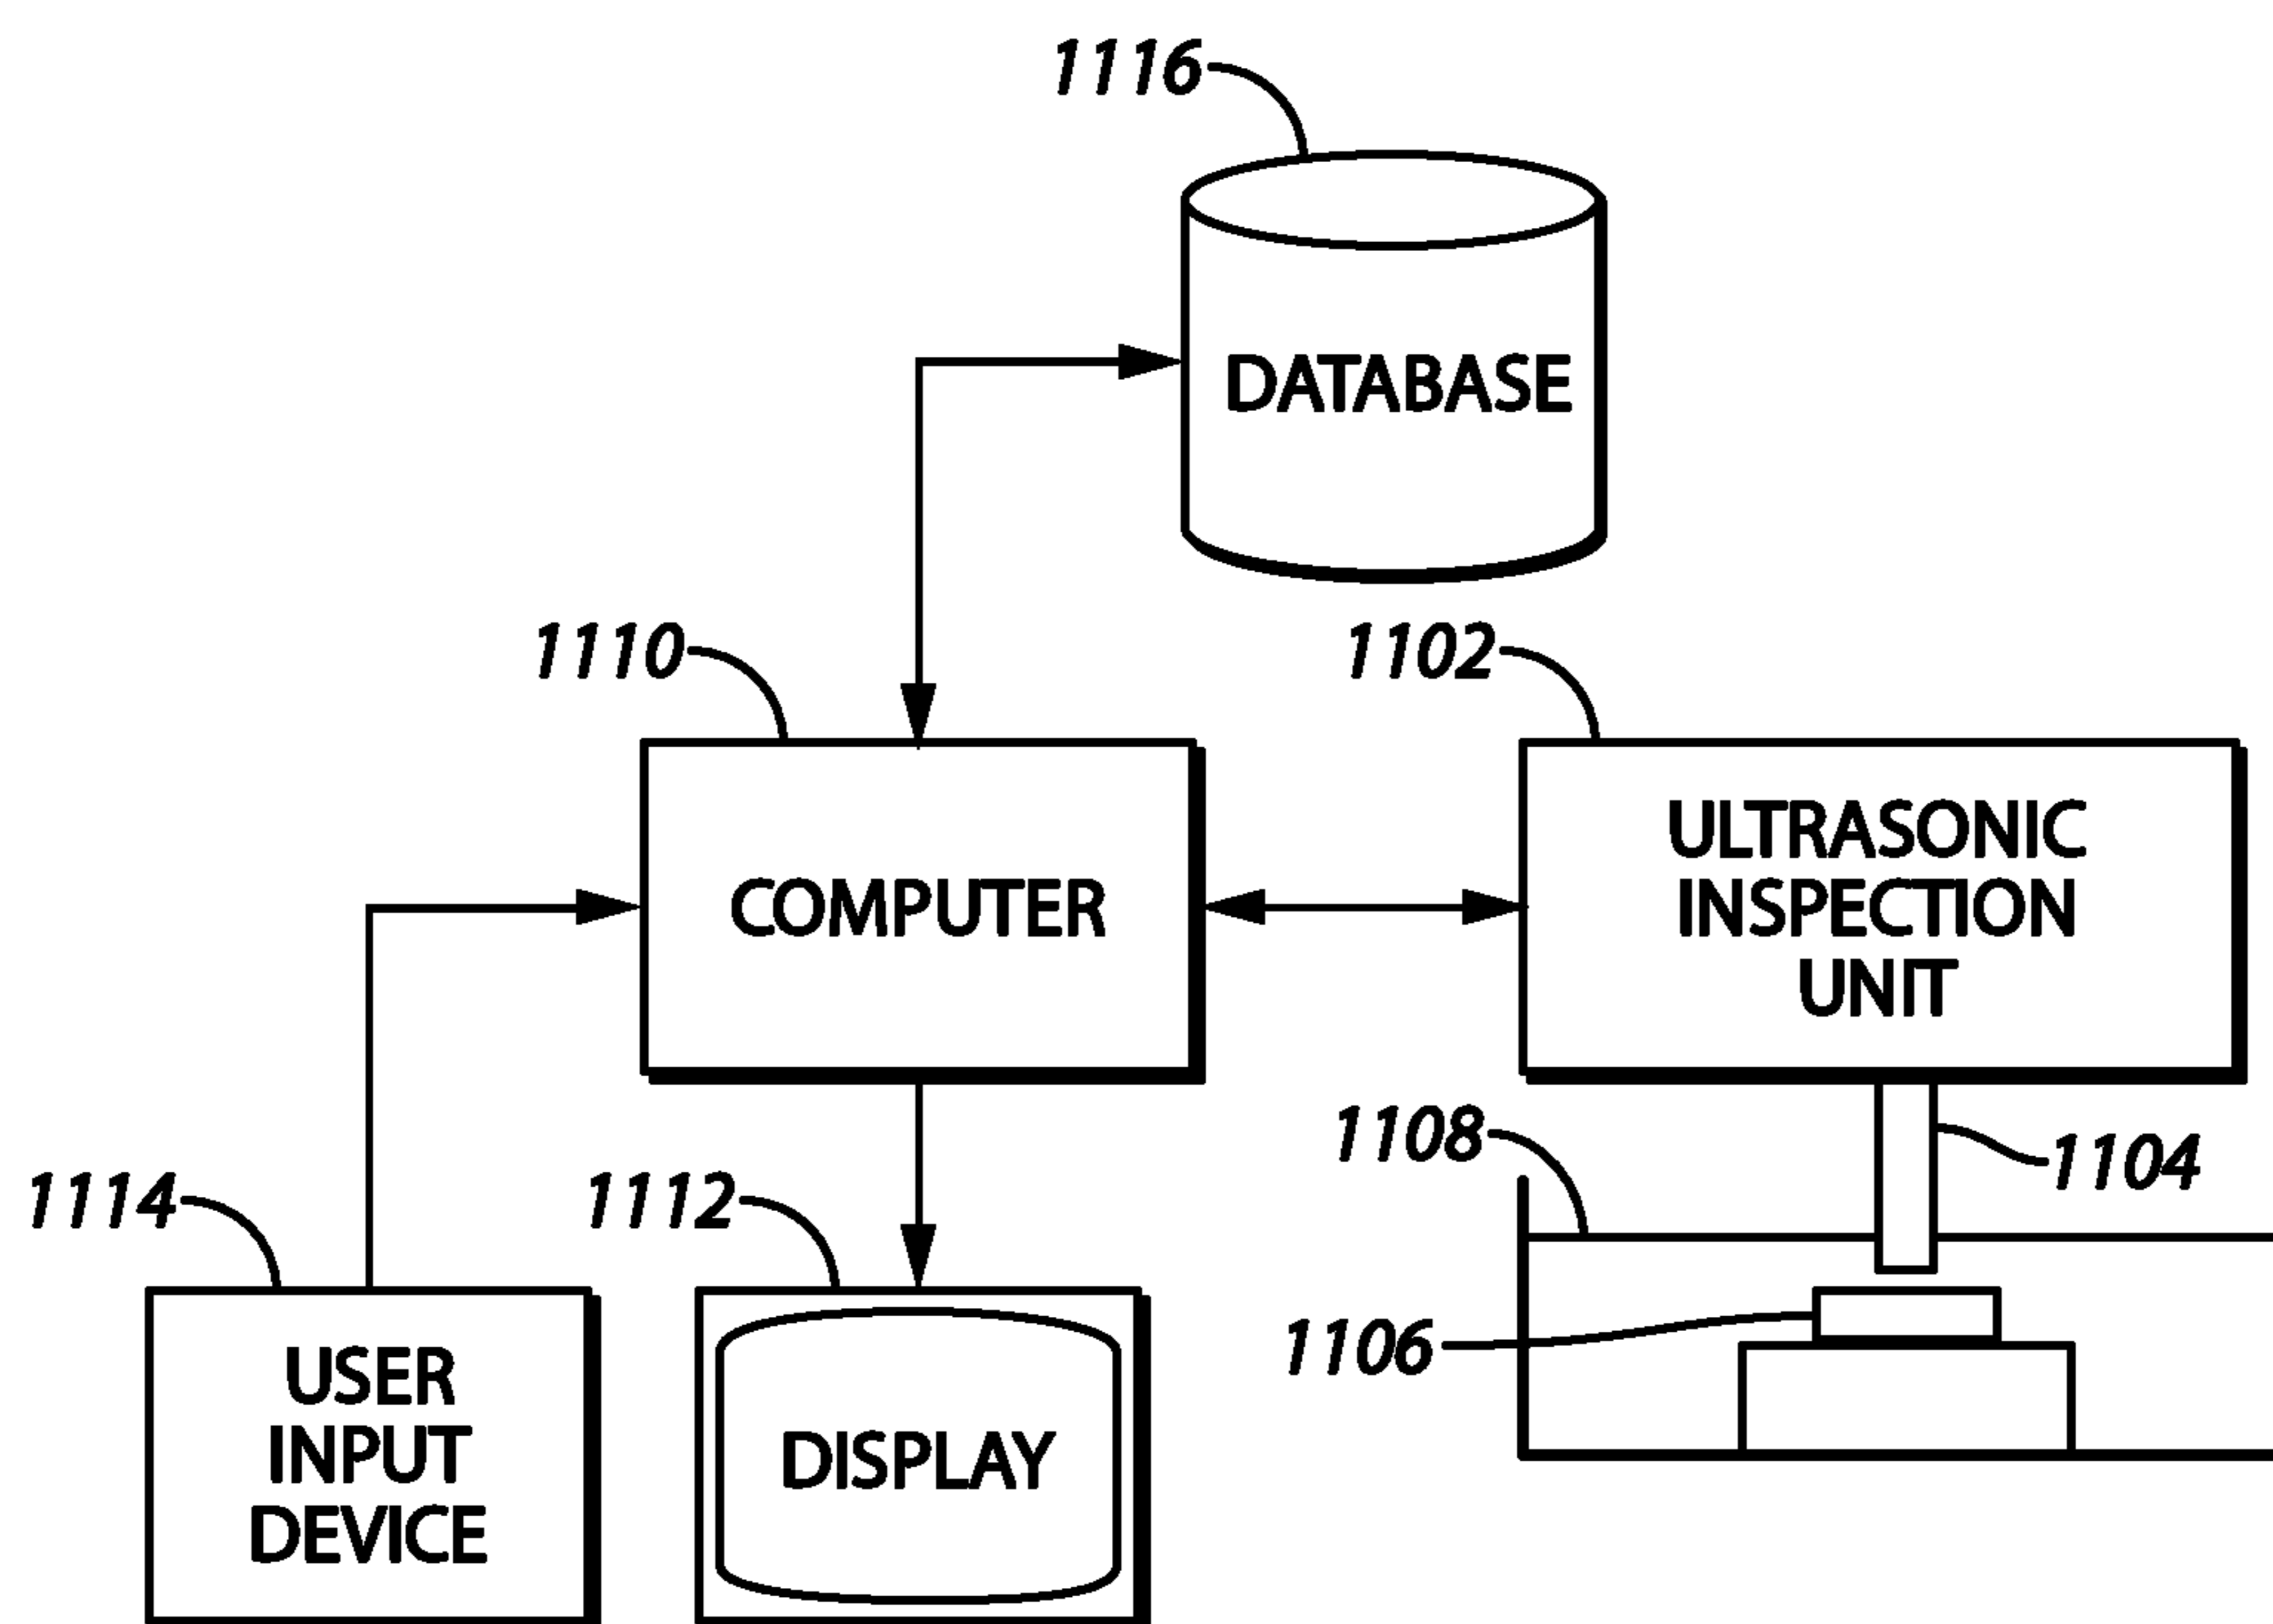 1116
DATABASE
1110
1102
COMPUTER
ULTRASONIC
INSPECTION
UNIT
1108
1104
1114
1112
1106
USER
INPUT
DEVICE
DISPLAY